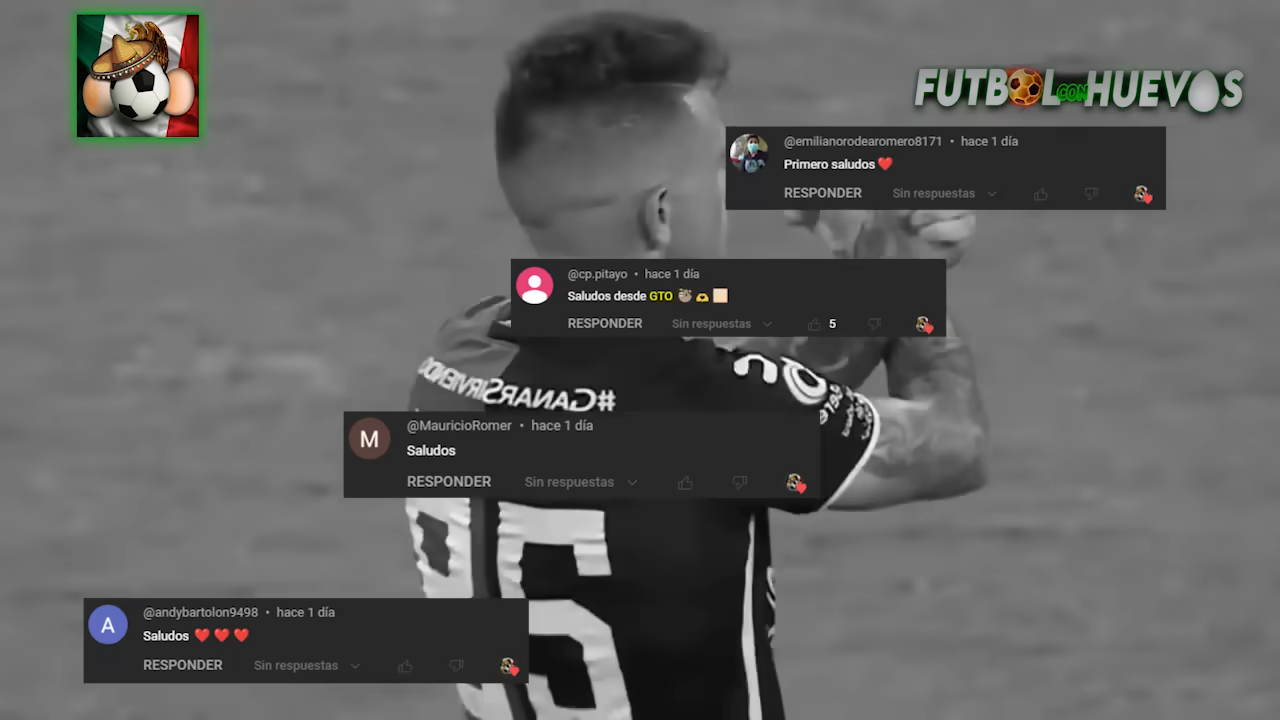 FUTBOL CON HUEVOS
@emilianorodearomero8171 • hace 1 día
Primero saludos ❤️
RESPONDER Sin respuestas
@cp.pitayo • hace 1 día
Saludos desde GTO 🦥🫶🏻
RESPONDER Sin respuestas 5
#GANARSIRVIENDO
M @MauricioRomer • hace 1 día
Saludos
RESPONDER Sin respuestas
A @andybartolon9498 • hace 1 día
Saludos ❤️❤️❤️
RESPONDER Sin respuestas